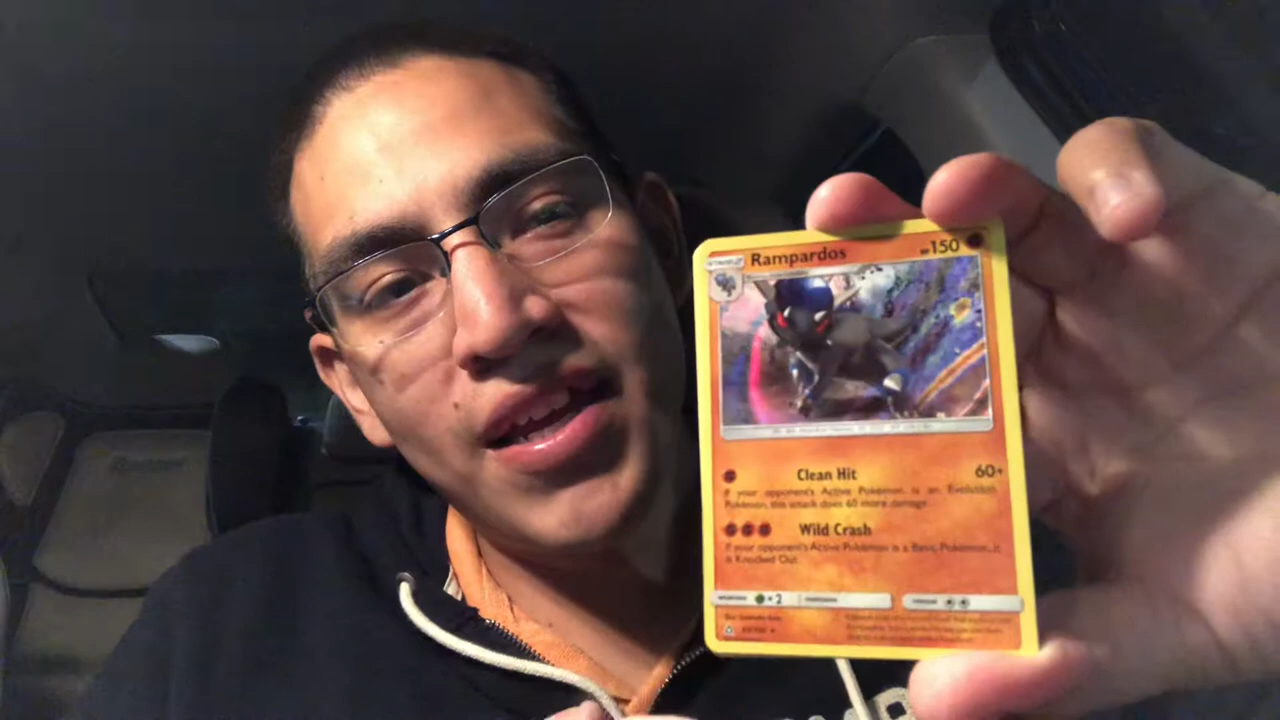 Rampardos
HP150
Clean Hit 60+
If your opponent's Active Pokémon is an Evolution
Pokémon, this attack does 60 more damage.
Wild Crash
If your opponent's Active Pokémon is a Basic Pokémon, it
is Knocked Out.
×2